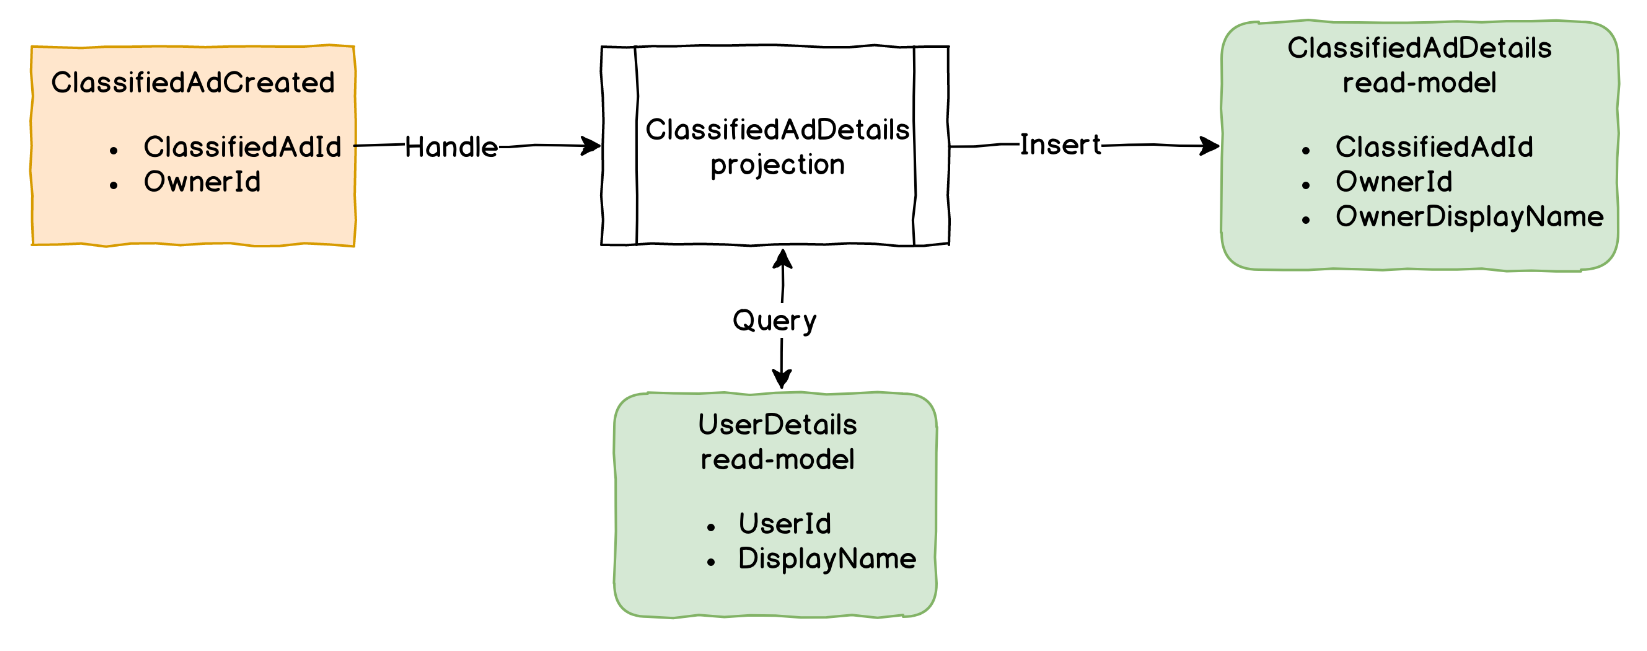 ClassifiedAdCreated
• ClassifiedAdId
• OwnerId
Handle
ClassifiedAdDetails
projection
Insert
ClassifiedAdDetails
read-model
• ClassifiedAdId
• OwnerId
• OwnerDisplayName
Query
UserDetails
read-model
• UserId
• DisplayName